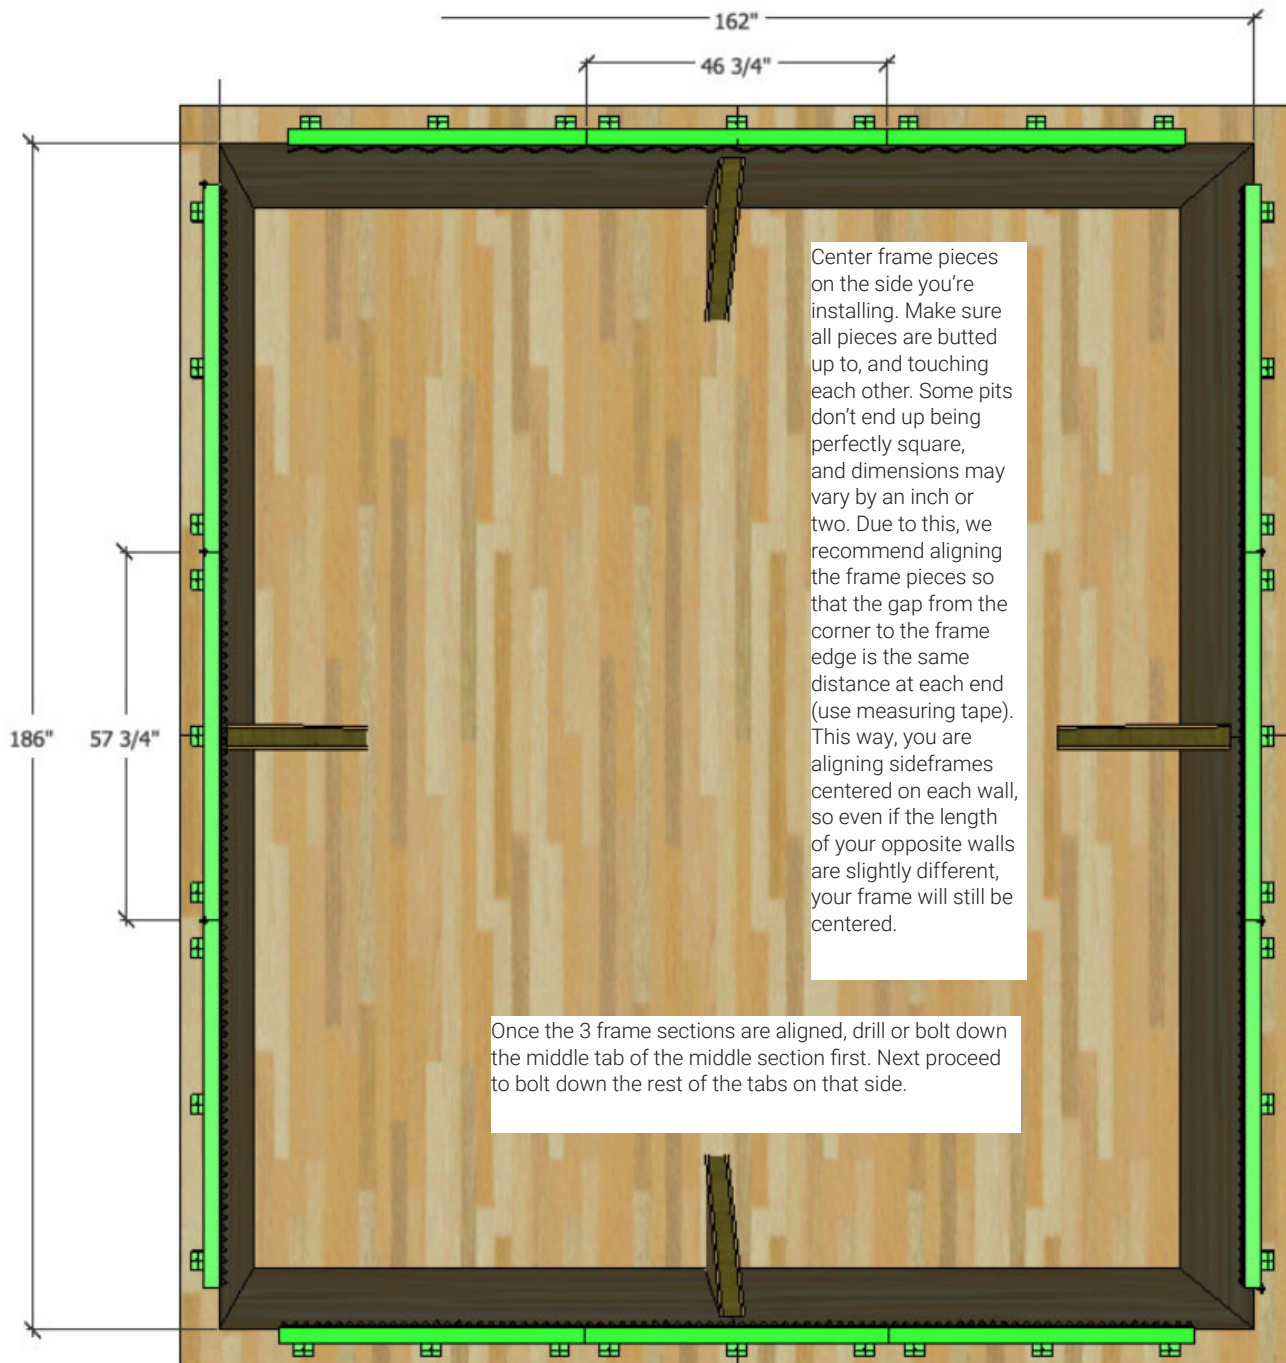 162"
46 3/4"
Center frame pieces
on the side you’re
installing. Make sure
all pieces are butted
up to, and touching
each other. Some pits
don’t end up being
perfectly square,
and dimensions may
vary by an inch or
two. Due to this, we
recommend aligning
the frame pieces so
that the gap from the
corner to the frame
edge is the same
distance at each end
(use measuring tape).
This way, you are
aligning sideframes
centered on each wall,
so even if the length
of your opposite walls
are slightly different,
your frame will still be
centered.
186"
57 3/4"
Once the 3 frame sections are aligned, drill or bolt down
the middle tab of the middle section first. Next proceed
to bolt down the rest of the tabs on that side.